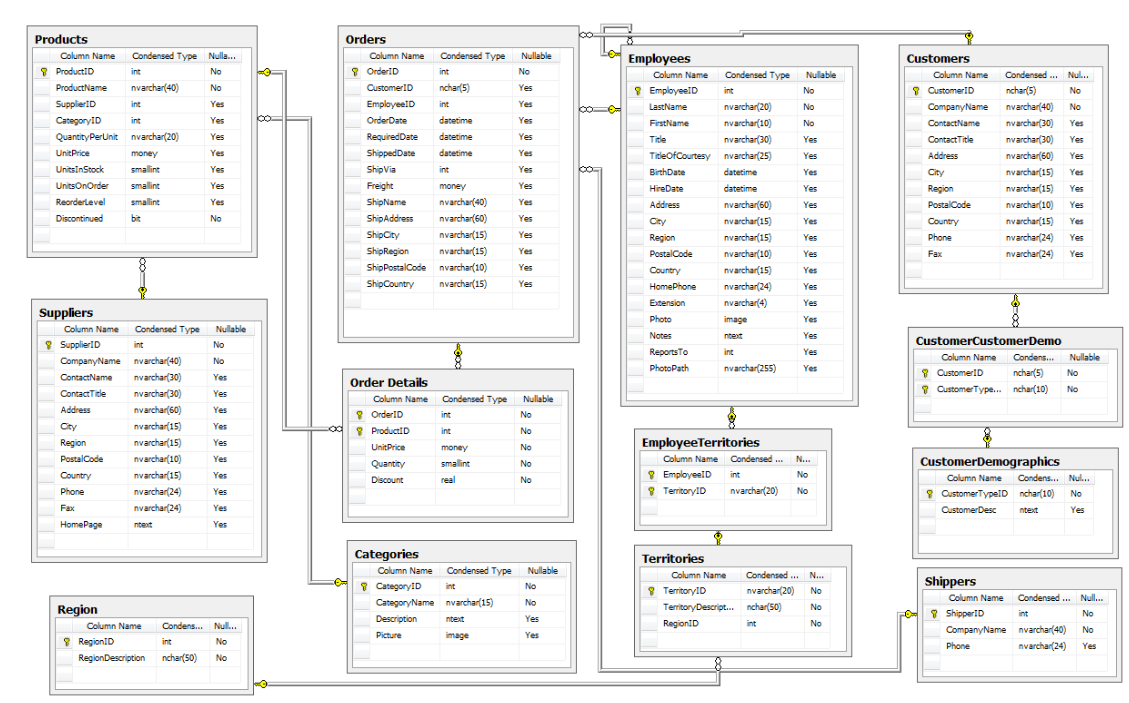 Products
Column Name Condensed Type Nulla...
ProductID int No
ProductName nvarchar(40) No
SupplierID int Yes
CategoryID int Yes
QuantityPerUnit nvarchar(20) Yes
UnitPrice money Yes
UnitsInStock smallint Yes
UnitsOnOrder smallint Yes
ReorderLevel smallint Yes
Discontinued bit No
Orders
Column Name Condensed Type Nullable
OrderID int No
CustomerID nchar(5) Yes
EmployeeID int Yes
OrderDate datetime Yes
RequiredDate datetime Yes
ShippedDate datetime Yes
ShipVia int Yes
Freight money Yes
ShipName nvarchar(40) Yes
ShipAddress nvarchar(60) Yes
ShipCity nvarchar(15) Yes
ShipRegion nvarchar(15) Yes
ShipPostalCode nvarchar(10) Yes
ShipCountry nvarchar(15) Yes
Employees
Column Name Condensed Type Nullable
EmployeeID int No
LastName nvarchar(20) No
FirstName nvarchar(10) No
Title nvarchar(30) Yes
TitleOfCourtesy nvarchar(25) Yes
BirthDate datetime Yes
HireDate datetime Yes
Address nvarchar(60) Yes
City nvarchar(15) Yes
Region nvarchar(15) Yes
PostalCode nvarchar(10) Yes
Country nvarchar(15) Yes
HomePhone nvarchar(24) Yes
Extension nvarchar(4) Yes
Photo image Yes
Notes ntext Yes
ReportsTo int Yes
PhotoPath nvarchar(255) Yes
Customers
Column Name Condensed ... Nul...
CustomerID nchar(5) No
CompanyName nvarchar(40) No
ContactName nvarchar(30) Yes
ContactTitle nvarchar(30) Yes
Address nvarchar(60) Yes
City nvarchar(15) Yes
Region nvarchar(15) Yes
PostalCode nvarchar(10) Yes
Country nvarchar(15) Yes
Phone nvarchar(24) Yes
Fax nvarchar(24) Yes
Suppliers
Column Name Condensed Type Nullable
SupplierID int No
CompanyName nvarchar(40) No
ContactName nvarchar(30) Yes
ContactTitle nvarchar(30) Yes
Address nvarchar(60) Yes
City nvarchar(15) Yes
Region nvarchar(15) Yes
PostalCode nvarchar(10) Yes
Country nvarchar(15) Yes
Phone nvarchar(24) Yes
Fax nvarchar(24) Yes
HomePage ntext Yes
Order Details
Column Name Condensed Type Nullable
OrderID int No
ProductID int No
UnitPrice money No
Quantity smallint No
Discount real No
CustomerCustomerDemo
Column Name Condens... Nullable
CustomerID nchar(5) No
CustomerType... nchar(10) No
EmployeeTerritories
Column Name Condensed ... N...
EmployeeID int No
TerritoryID nvarchar(20) No
CustomerDemographics
Column Name Condens... Nul...
CustomerTypeID nchar(10) No
CustomerDesc ntext Yes
Categories
Column Name Condensed Type Nullable
CategoryID int No
CategoryName nvarchar(15) No
Description ntext Yes
Picture image Yes
Territories
Column Name Condensed ... N...
TerritoryID nvarchar(20) No
TerritoryDescript... nchar(50) No
RegionID int No
Shippers
Column Name Condensed ... Null...
ShipperID int No
CompanyName nvarchar(40) No
Phone nvarchar(24) Yes
Region
Column Name Condens... Null...
RegionID int No
RegionDescription nchar(50) No